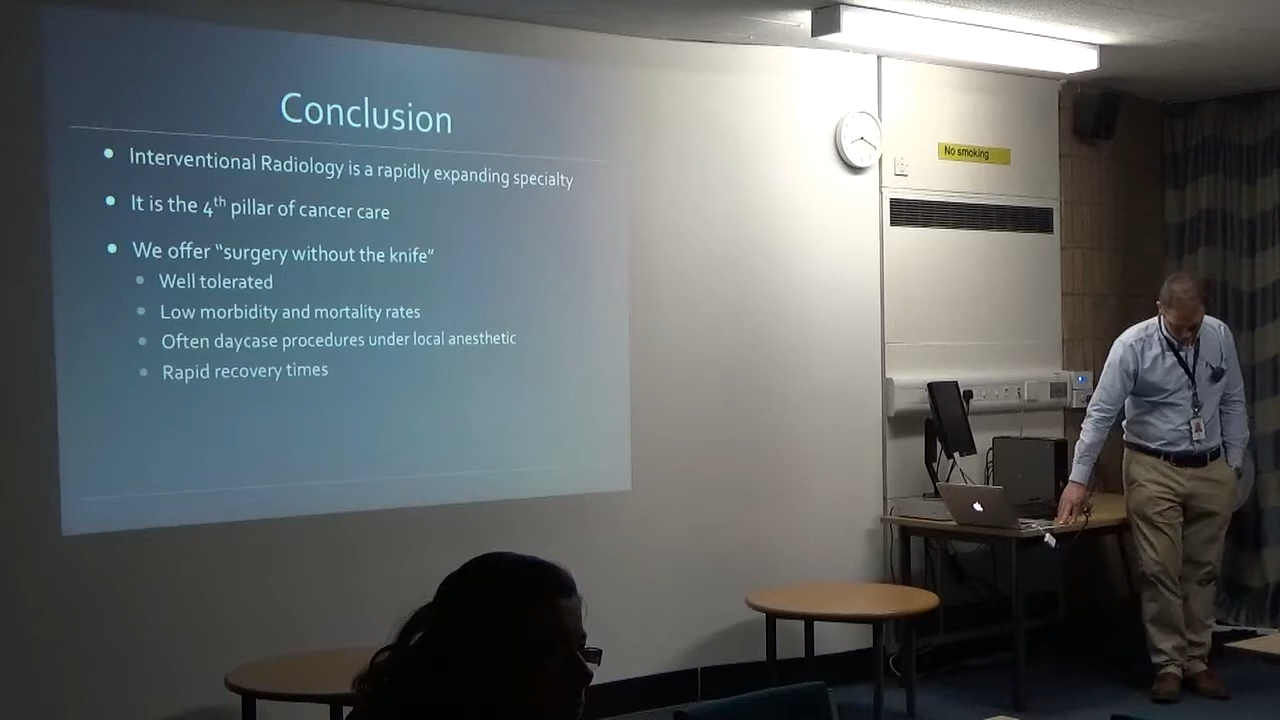 Conclusion
Interventional Radiology is a rapidly expanding specialty
It is the 4th pillar of cancer care
We offer “surgery without the knife”
Well tolerated
Low morbidity and mortality rates
Often daycase procedures under local anesthetic
Rapid recovery times
No smoking